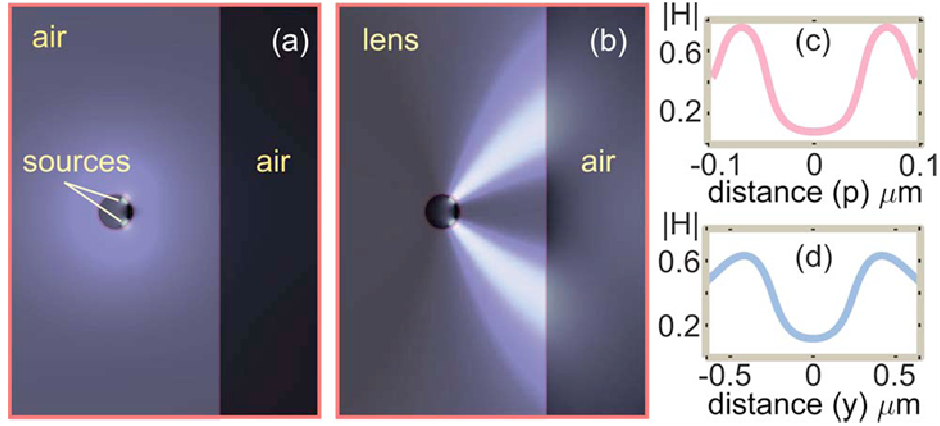 air
(a)
sources
air
lens
(b)
air
|H|
0.6
0.2
(c)
-0.1
0
0.1
distance (p) μm
|H|
0.6
0.2
(d)
-0.5
0
0.5
distance (y) μm